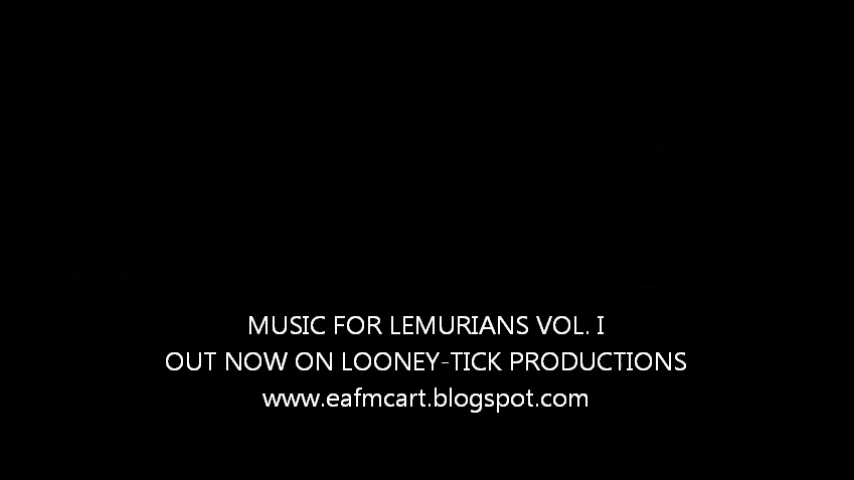 MUSIC FOR LEMURIANS VOL. I
OUT NOW ON LOONEY-TICK PRODUCTIONS
www.eafmcart.blogspot.com